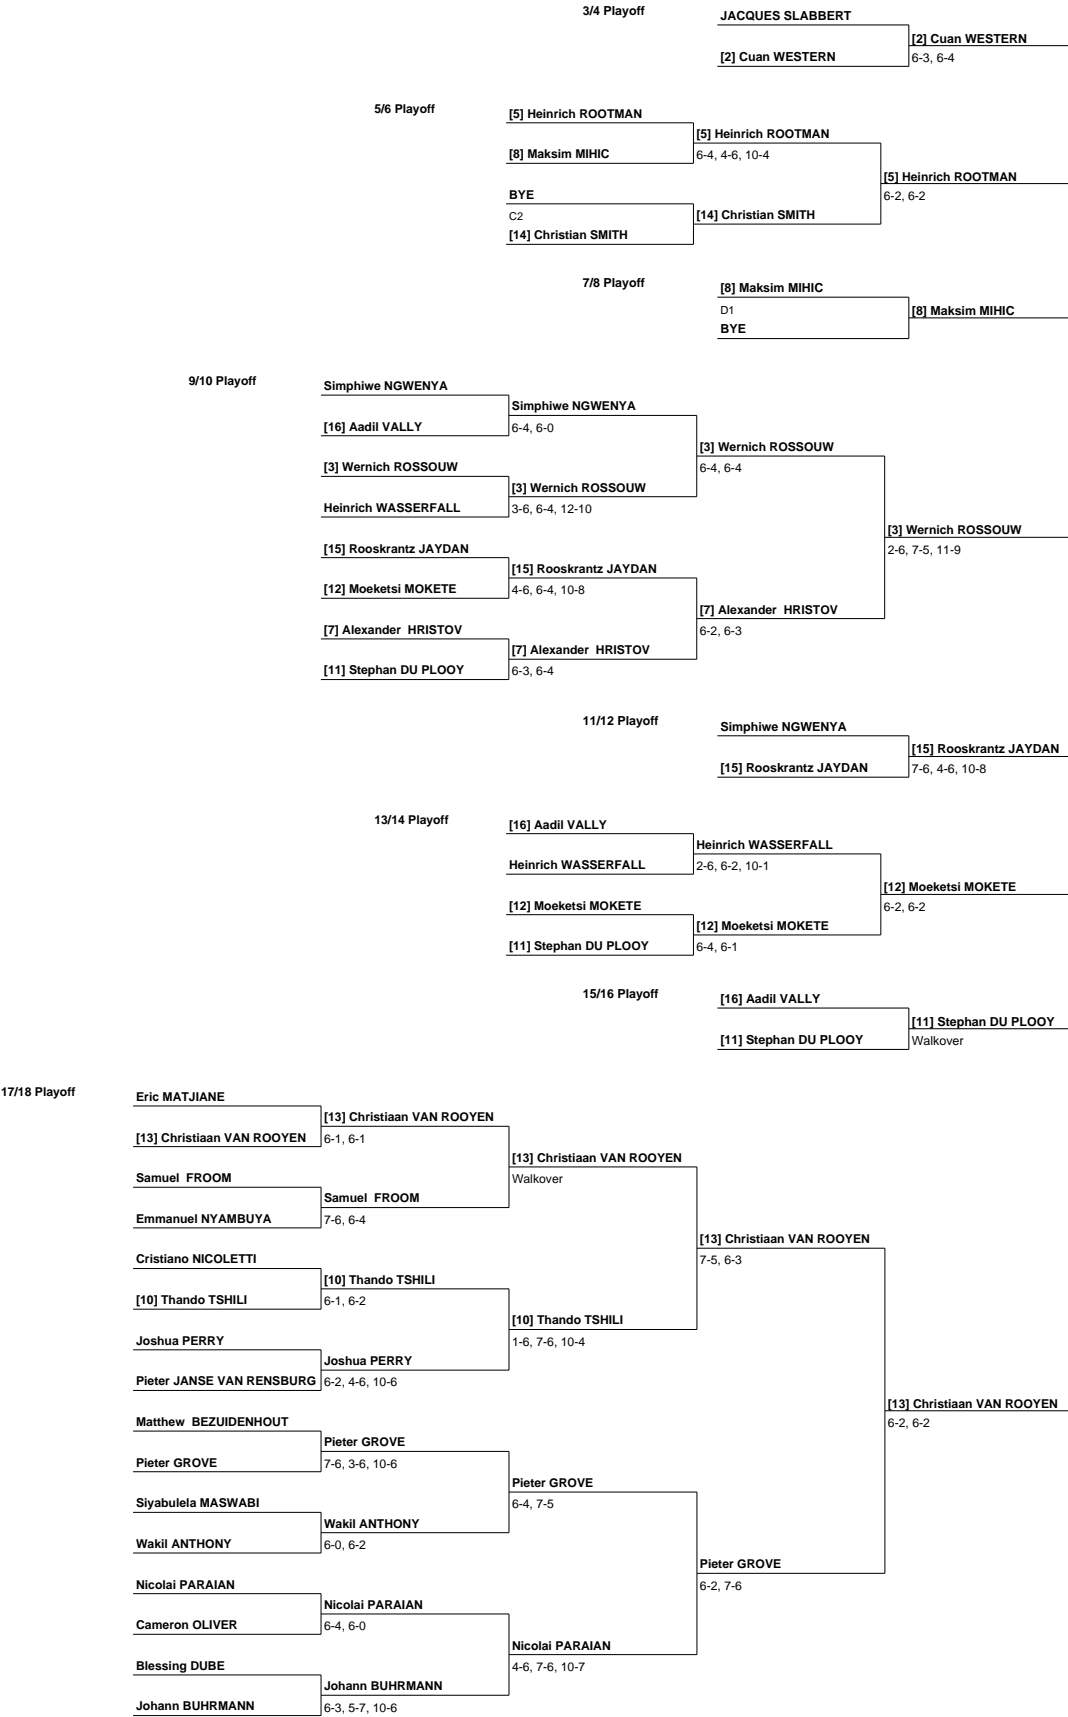 3/4 Playoff
JACQUES SLABBERT
[2] Cuan WESTERN
[2] Cuan WESTERN
6-3, 6-4
5/6 Playoff
[5] Heinrich ROOTMAN
[5] Heinrich ROOTMAN
[8] Maksim MIHIC
6-4, 4-6, 10-4
[5] Heinrich ROOTMAN
6-2, 6-2
BYE
C2
[14] Christian SMITH
[14] Christian SMITH
7/8 Playoff
[8] Maksim MIHIC
D1
[8] Maksim MIHIC
BYE
9/10 Playoff
Simphiwe NGWENYA
Simphiwe NGWENYA
[16] Aadil VALLY
6-4, 6-0
[3] Wernich ROSSOUW
6-4, 6-4
[3] Wernich ROSSOUW
[3] Wernich ROSSOUW
Heinrich WASSERFALL
3-6, 6-4, 12-10
[3] Wernich ROSSOUW
2-6, 7-5, 11-9
[15] Rooskrantz JAYDAN
[15] Rooskrantz JAYDAN
[12] Moeketsi MOKETE
4-6, 6-4, 10-8
[7] Alexander  HRISTOV
6-2, 6-3
[7] Alexander  HRISTOV
[7] Alexander  HRISTOV
[11] Stephan DU PLOOY
6-3, 6-4
11/12 Playoff
Simphiwe NGWENYA
[15] Rooskrantz JAYDAN
[15] Rooskrantz JAYDAN
7-6, 4-6, 10-8
13/14 Playoff
[16] Aadil VALLY
Heinrich WASSERFALL
Heinrich WASSERFALL
2-6, 6-2, 10-1
[12] Moeketsi MOKETE
6-2, 6-2
[12] Moeketsi MOKETE
[12] Moeketsi MOKETE
[11] Stephan DU PLOOY
6-4, 6-1
15/16 Playoff
[16] Aadil VALLY
[11] Stephan DU PLOOY
[11] Stephan DU PLOOY
Walkover
17/18 Playoff
Eric MATJIANE
[13] Christiaan VAN ROOYEN
[13] Christiaan VAN ROOYEN
6-1, 6-1
[13] Christiaan VAN ROOYEN
Walkover
Samuel  FROOM
Samuel  FROOM
Emmanuel NYAMBUYA
7-6, 6-4
[13] Christiaan VAN ROOYEN
7-5, 6-3
Cristiano NICOLETTI
[10] Thando TSHILI
[10] Thando TSHILI
6-1, 6-2
[10] Thando TSHILI
1-6, 7-6, 10-4
Joshua PERRY
Joshua PERRY
Pieter JANSE VAN RENSBURG
6-2, 4-6, 10-6
[13] Christiaan VAN ROOYEN
6-2, 6-2
Matthew  BEZUIDENHOUT
Pieter GROVE
Pieter GROVE
7-6, 3-6, 10-6
Pieter GROVE
6-4, 7-5
Siyabulela MASWABI
Wakil ANTHONY
Wakil ANTHONY
6-0, 6-2
Pieter GROVE
6-2, 7-6
Nicolai PARAIAN
Nicolai PARAIAN
Cameron OLIVER
6-4, 6-0
Nicolai PARAIAN
4-6, 7-6, 10-7
Blessing DUBE
Johann BUHRMANN
Johann BUHRMANN
6-3, 5-7, 10-6